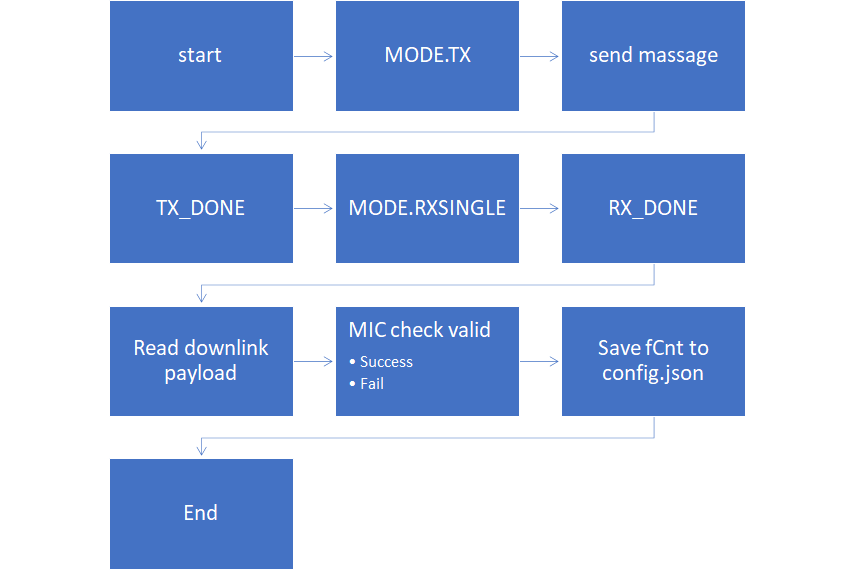 start
MODE.TX
send massage
TX_DONE
MODE.RXSINGLE
RX_DONE
Read downlink
payload
MIC check valid
• Success
• Fail
Save fCnt to
config.json
End